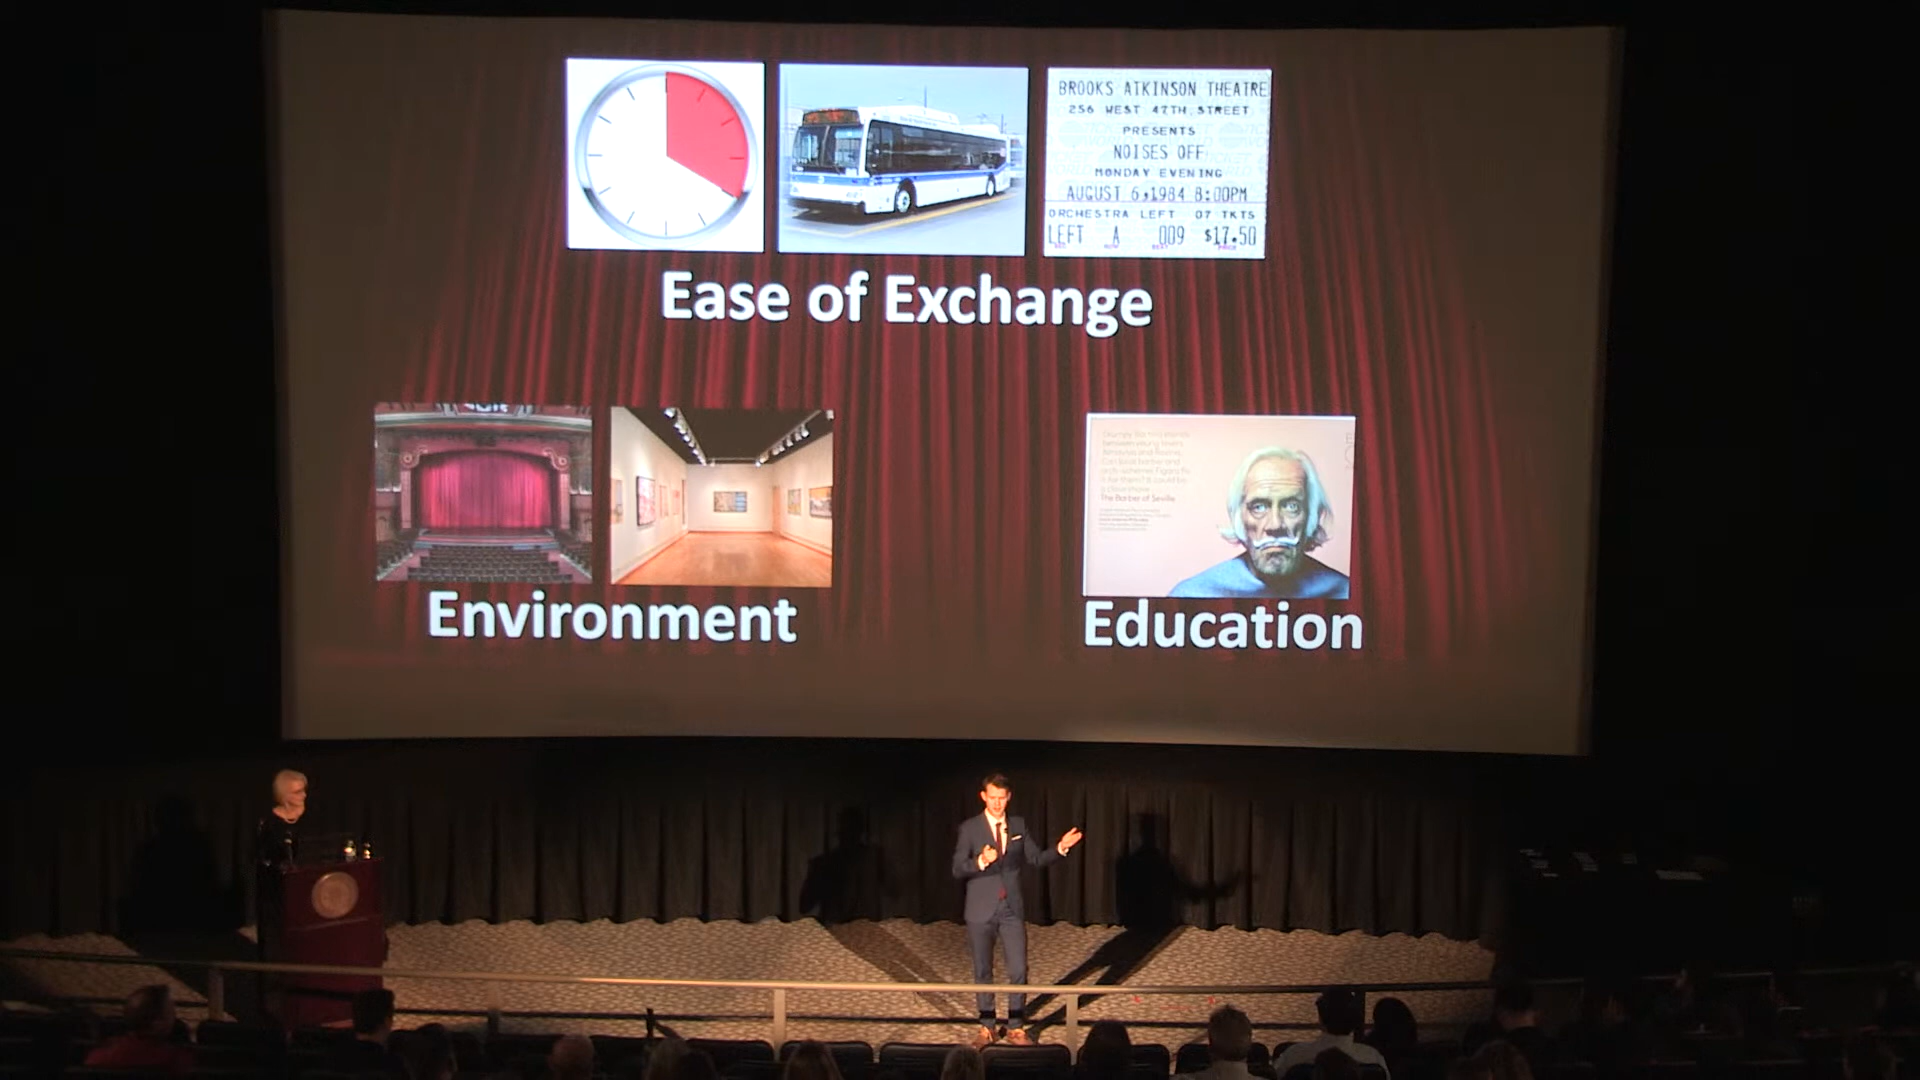 BROOKS ATKINSON THEATRE
256 WEST 47TH STREET
PRESENTS
NOISES OFF
MONDAY EVENING
AUGUST 6,1984 8:00PM
ORCHESTRA LEFT 07 TKTS
LEFT A 009 $17.50
Ease of Exchange
The Barber of Seville
Environment
Education